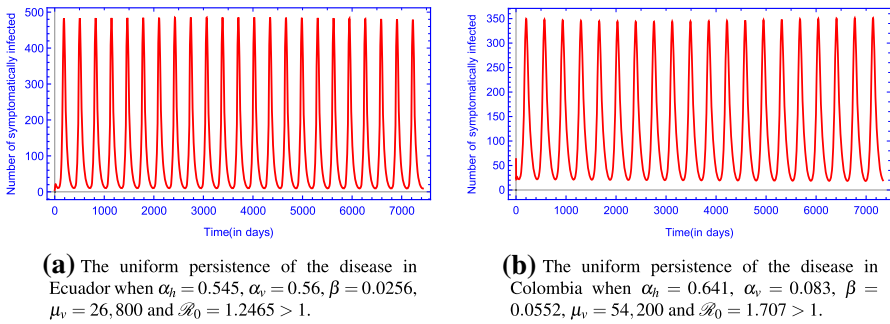 Number of symptomatically infected
500
400
300
200
100
0
0 1000 2000 3000 4000 5000 6000 7000
Time(in days)
(a) The uniform persistence of the disease in
Ecuador when αh = 0.545, αv = 0.56, β = 0.0256,
μv = 26,800 and ℛ0 = 1.2465 > 1.
Number of symptomatically infected
350
300
250
200
150
100
50
0
0 1000 2000 3000 4000 5000 6000 7000
Time(in days)
(b) The uniform persistence of the disease in
Colombia when αh = 0.641, αv = 0.083, β =
0.0552, μv = 54,200 and ℛ0 = 1.707 > 1.